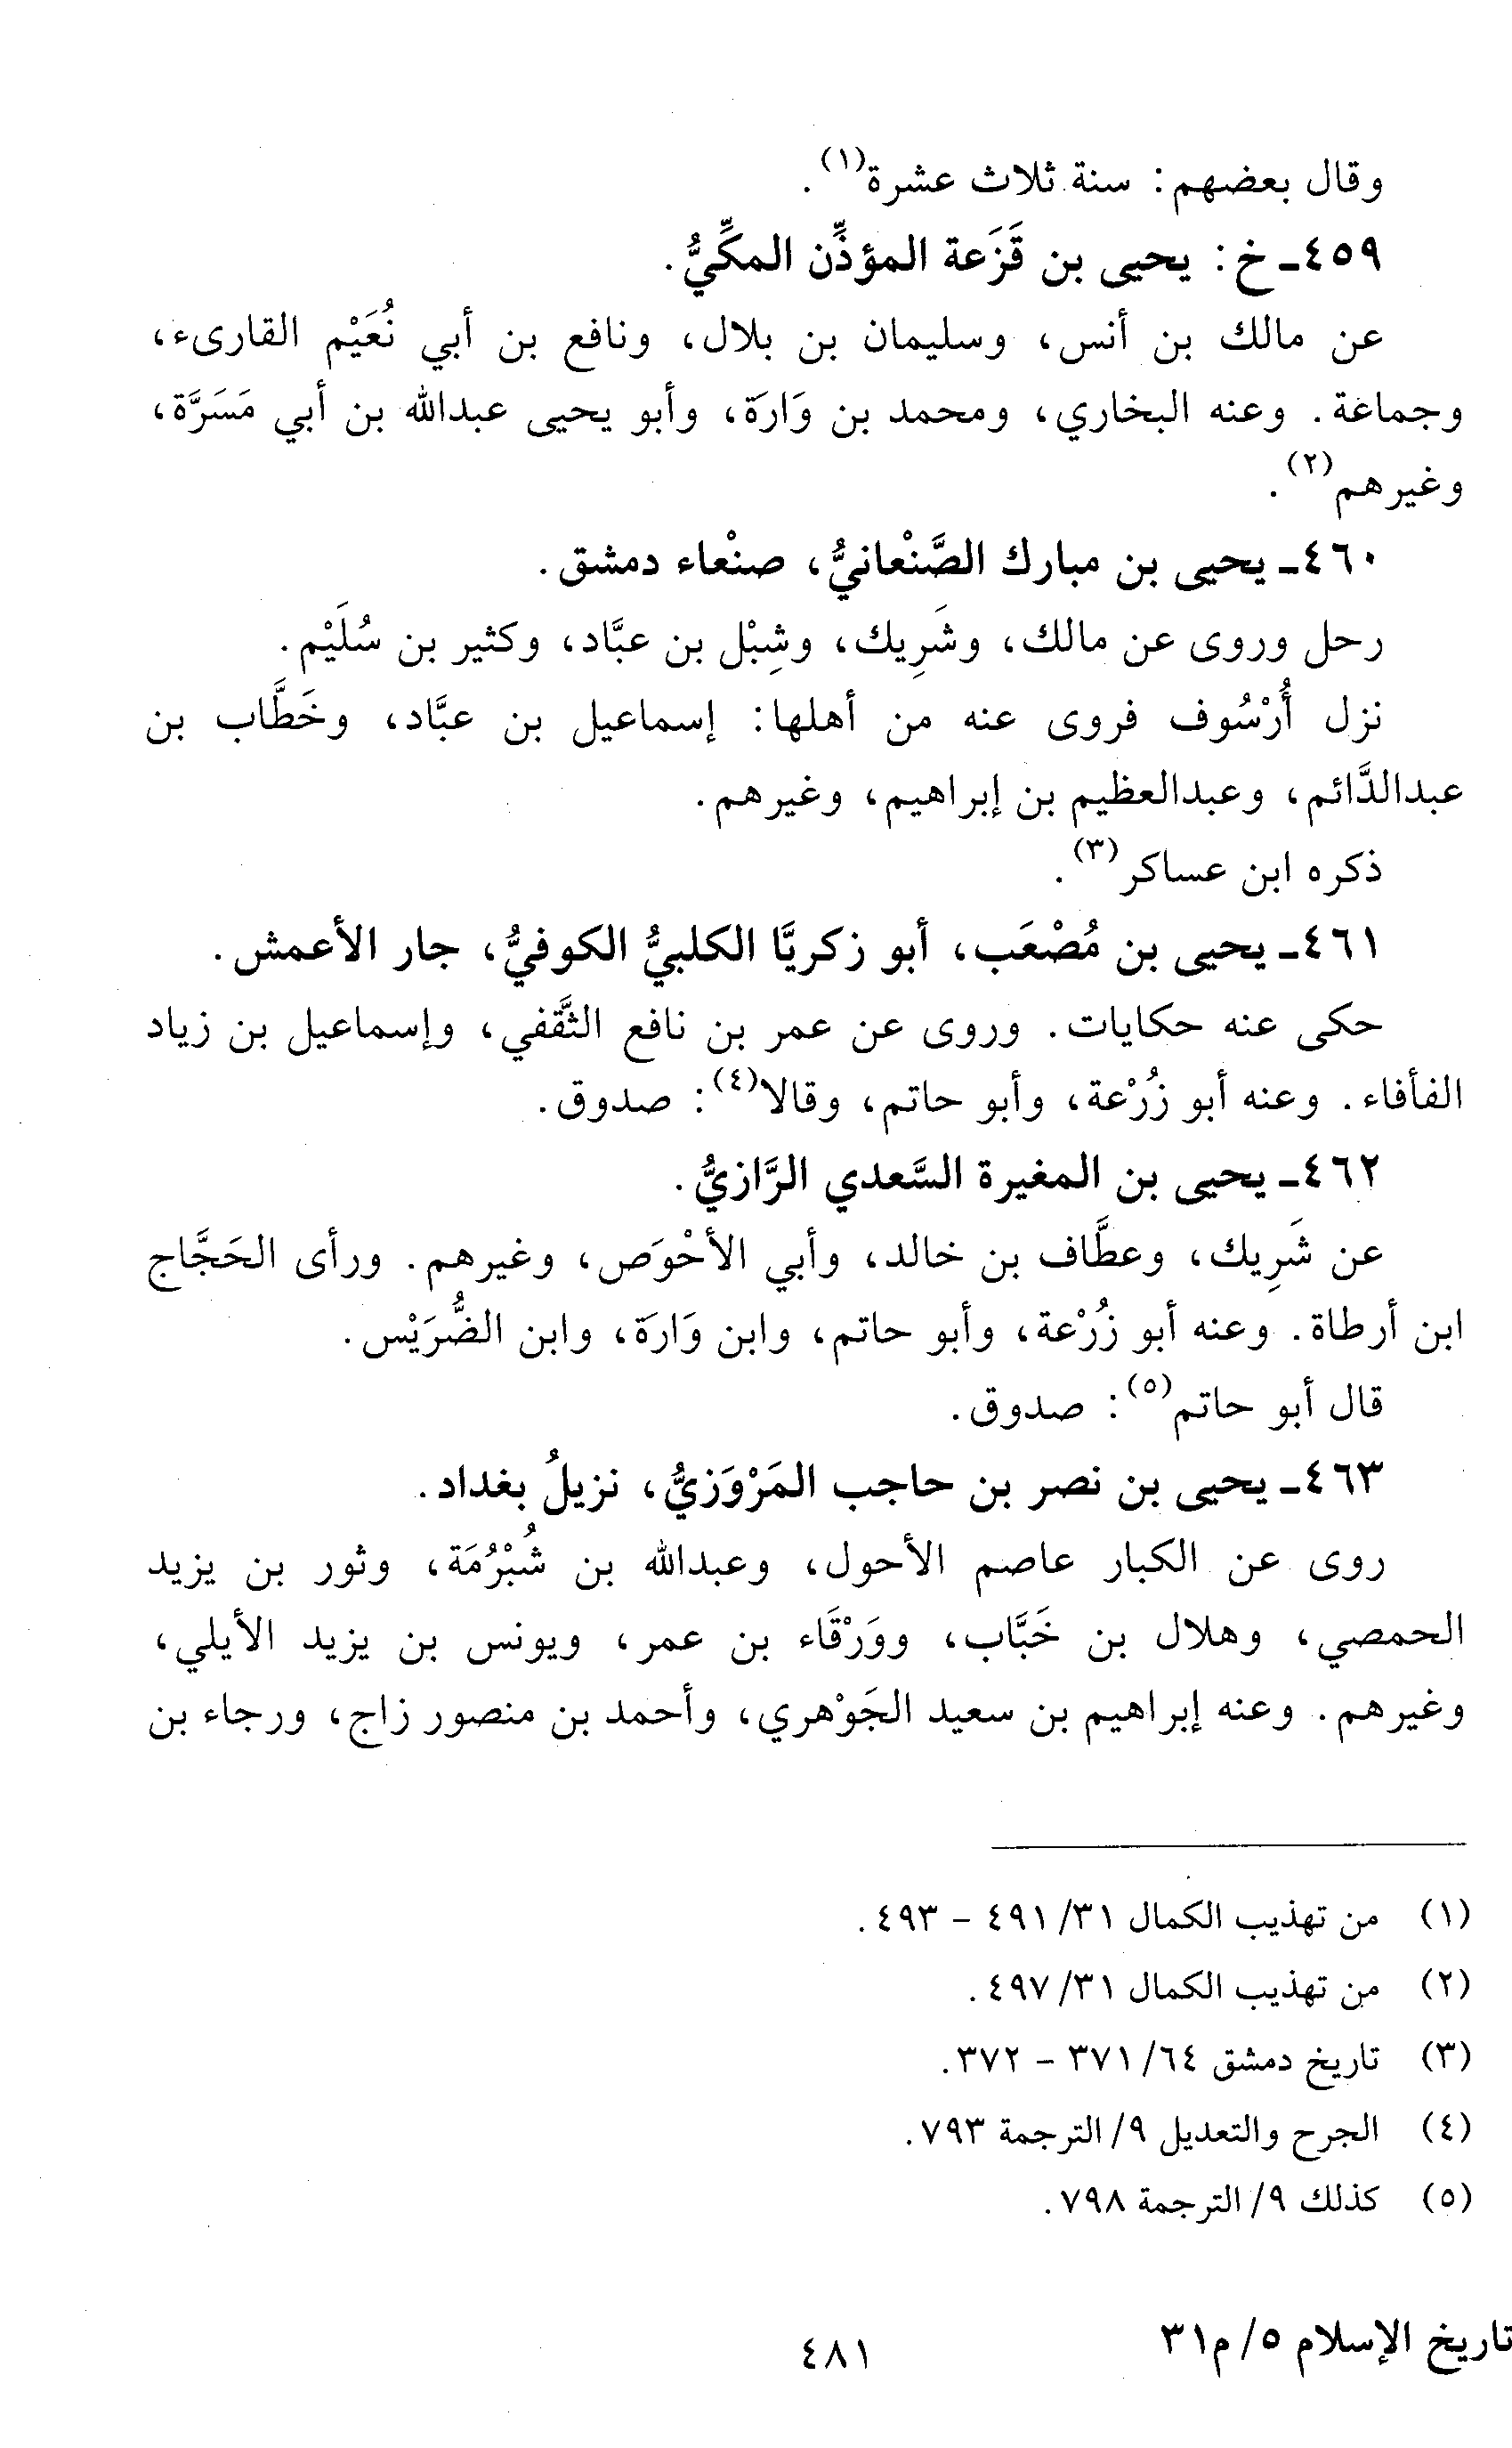 وقال بعضهم: سنة ثلاث عشرة(١).
٤٥٩ـ خ: يحيى بن قَزَعة المؤذِّن المكِّيُّ.
عن مالك بن أنس، وسليمان بن بلال، ونافع بن أبي نُعَيْم القارىء،
وجماعة. وعنه البخاري، ومحمد بن وَارَة، وأبو يحيى عبدالله بن أبي مَسَرَّة،
وغيرهم(٢).
٤٦٠ـ يحيى بن مبارك الصَّنْعانيُّ، صنْعاء دمشق.
رحل وروى عن مالك، وشَرِيك، وشِبْل بن عبَّاد، وكثير بن سُلَيْم.
نزل أُرْسُوف فروى عنه من أهلها: إسماعيل بن عبَّاد، وخَطَّاب بن
عبدالدَّائم، وعبدالعظيم بن إبراهيم، وغيرهم.
ذكره ابن عساكر(٣).
٤٦١ـ يحيى بن مُصْعَب، أبو زكريَّا الكلبيُّ الكوفيُّ، جار الأعمش.
حكى عنه حكايات. وروى عن عمر بن نافع الثَّقفي، وإسماعيل بن زياد
الفأفاء. وعنه أبو زُرْعة، وأبو حاتم، وقالا(٤): صدوق.
٤٦٢ـ يحيى بن المغيرة السَّعدي الرَّازيُّ.
عن شَرِيك، وعطَّاف بن خالد، وأبي الأحْوَص، وغيرهم. ورأى الحَجَّاج
ابن أرطاة. وعنه أبو زُرْعة، وأبو حاتم، وابن وَارَة، وابن الضُّرَيْس.
قال أبو حاتم(٥): صدوق.
٤٦٣ـ يحيى بن نصر بن حاجب المَرْوَزيُّ، نزيلُ بغداد.
روى عن الكبار عاصم الأحول، وعبدالله بن شُبْرُمَة، وثور بن يزيد
الحمصي، وهلال بن خَبَّاب، ووَرْقَاء بن عمر، ويونس بن يزيد الأيلي،
وغيرهم. وعنه إبراهيم بن سعيد الجَوْهري، وأحمد بن منصور زاج، ورجاء بن
(١) من تهذيب الكمال ٣١/ ٤٩١ - ٤٩٣.
(٢) من تهذيب الكمال ٣١/ ٤٩٧.
(٣) تاريخ دمشق ٦٤/ ٣٧١ - ٣٧٢.
(٤) الجرح والتعديل ٩/ الترجمة ٧٩٣.
(٥) كذلك ٩/ الترجمة ٧٩٨.
تاريخ الإسلام ٥/ م٣١
٤٨١